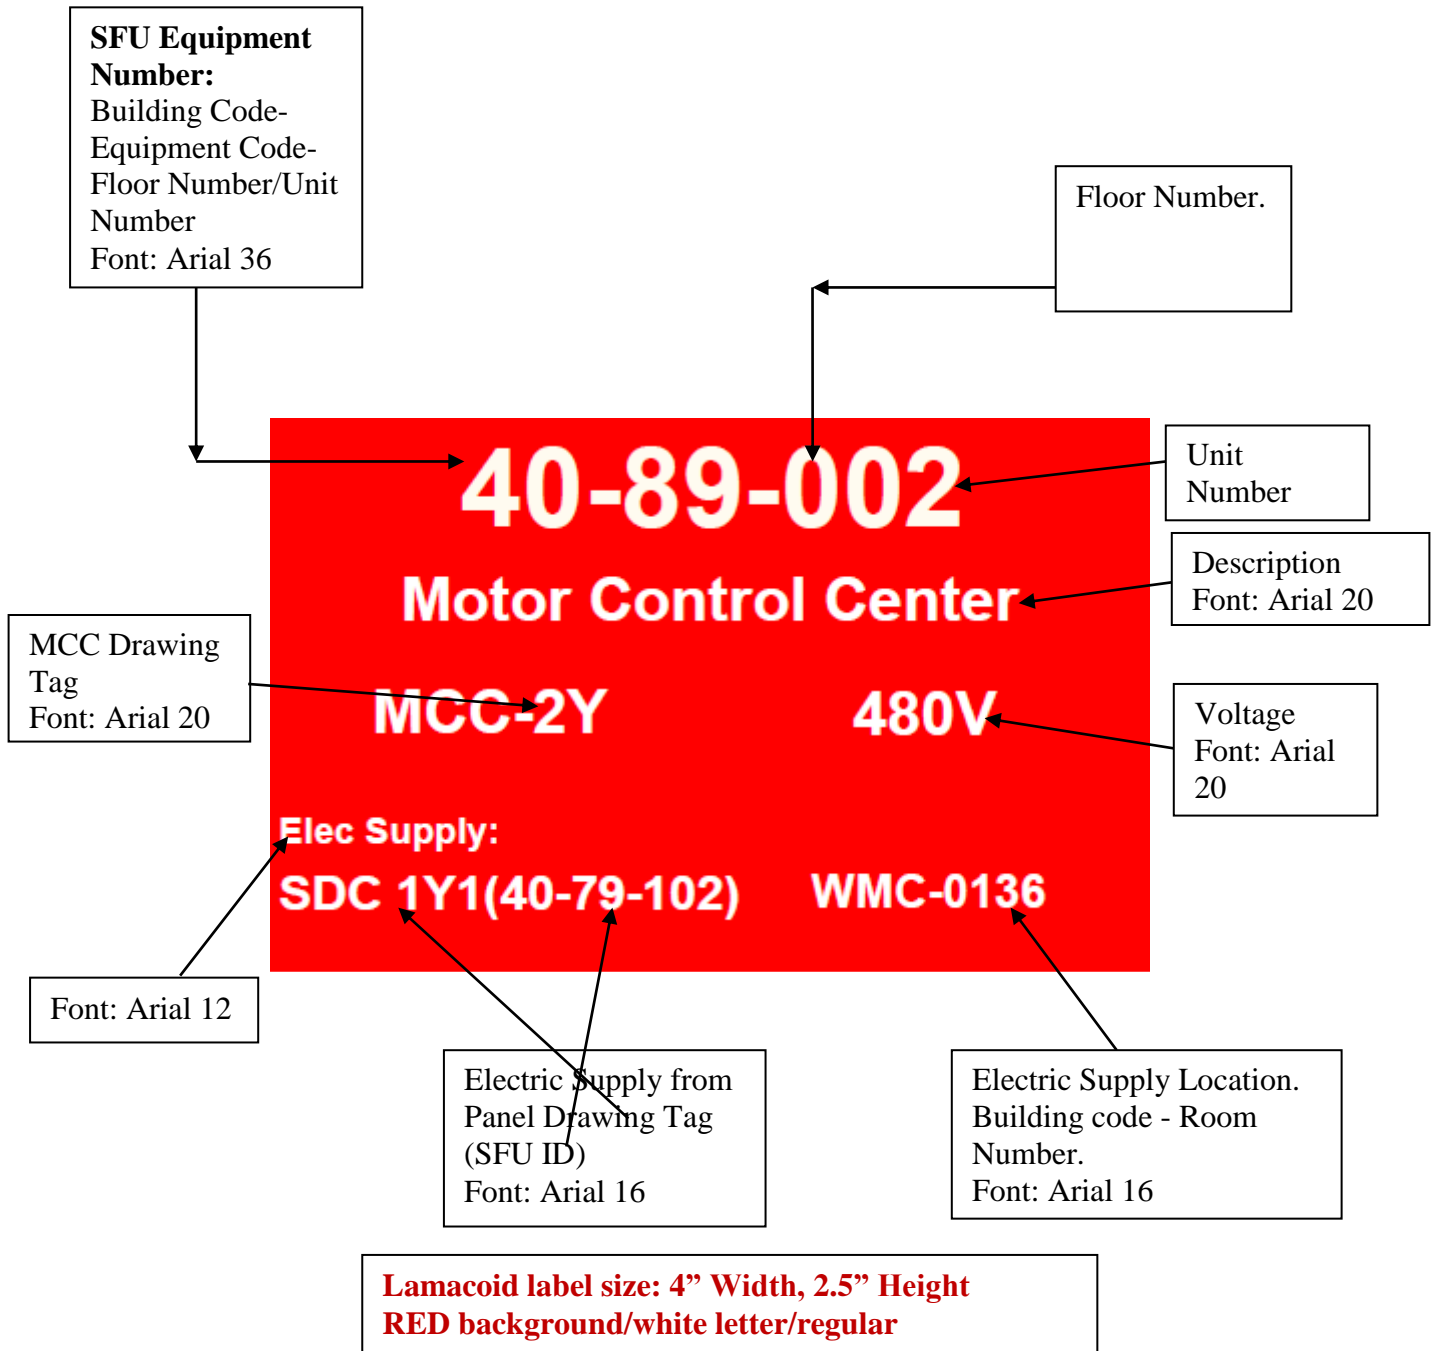 SFU Equipment
Number:
Building Code-
Equipment Code-
Floor Number/Unit
Number
Font: Arial 36
Floor Number.
40-89-002
Unit
Number
Motor Control Center
Description
Font: Arial 20
MCC Drawing
Tag
Font: Arial 20
MCC-2Y 480V
Voltage
Font: Arial
20
Elec Supply:
SDC 1Y1(40-79-102) WMC-0136
Font: Arial 12
Electric Supply from
Panel Drawing Tag
(SFU ID)
Font: Arial 16
Electric Supply Location.
Building code - Room
Number.
Font: Arial 16
Lamacoid label size: 4” Width, 2.5” Height
RED background/white letter/regular